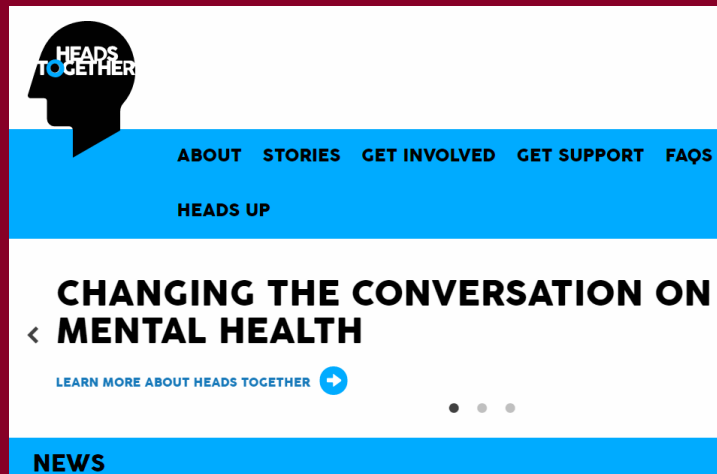 HEADS
TOGETHER
ABOUT STORIES GET INVOLVED GET SUPPORT FAQS
HEADS UP
CHANGING THE CONVERSATION ON
MENTAL HEALTH
LEARN MORE ABOUT HEADS TOGETHER
NEWS